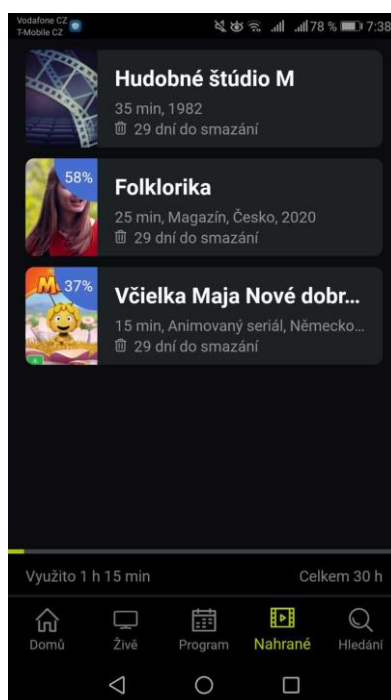 Vodafone CZ
T-Mobile CZ
78 % 7:38
Hudobné štúdio M
35 min, 1982
29 dní do smazání
58%
Folklorika
25 min, Magazín, Česko, 2020
29 dní do smazání
M
37%
Včielka Maja Nové dobr...
15 min, Animovaný seriál, Německo...
29 dní do smazání
Využito 1 h 15 min
Celkem 30 h
Domů
Živě
Program
Nahrané
Hledání